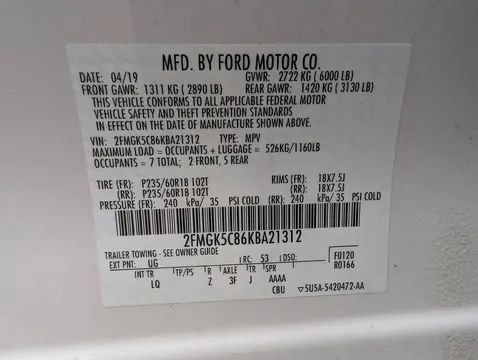 MFD. BY FORD MOTOR CO.
DATE: 04/19 GVWR: 2722 KG ( 6000 LB)
FRONT GAWR: 1311 KG ( 2890 LB) REAR GAWR: 1420 KG ( 3130 LB)
THIS VEHICLE CONFORMS TO ALL APPLICABLE FEDERAL MOTOR
VEHICLE SAFETY AND THEFT PREVENTION STANDARDS
IN EFFECT ON THE DATE OF MANUFACTURE SHOWN ABOVE.
VIN: 2FMGK5C86KBA21312 TYPE: MPV
MAXIMUM LOAD = OCCUPANTS + LUGGAGE = 526KG/1160LB
OCCUPANTS = 7 TOTAL; 2 FRONT, 5 REAR
TIRE (FR): P235/60R18 102T RIMS (FR): 18X7.5J
(RR): P235/60R18 102T (RR): 18X7.5J
PRESSURE (FR): 240 kPa/ 35 PSI COLD (RR): 240 kPa/ 35 PSI COLD
2FMGK5C86KBA21312
TRAILER TOWING - SEE OWNER GUIDE
EXT PNT: UG RC: 53 DSO: F0120
R0166
INT TR TP/PS R AXLE TR SPR
LQ Z 3F J AAAA
CBU 5U5A-5420472-AA